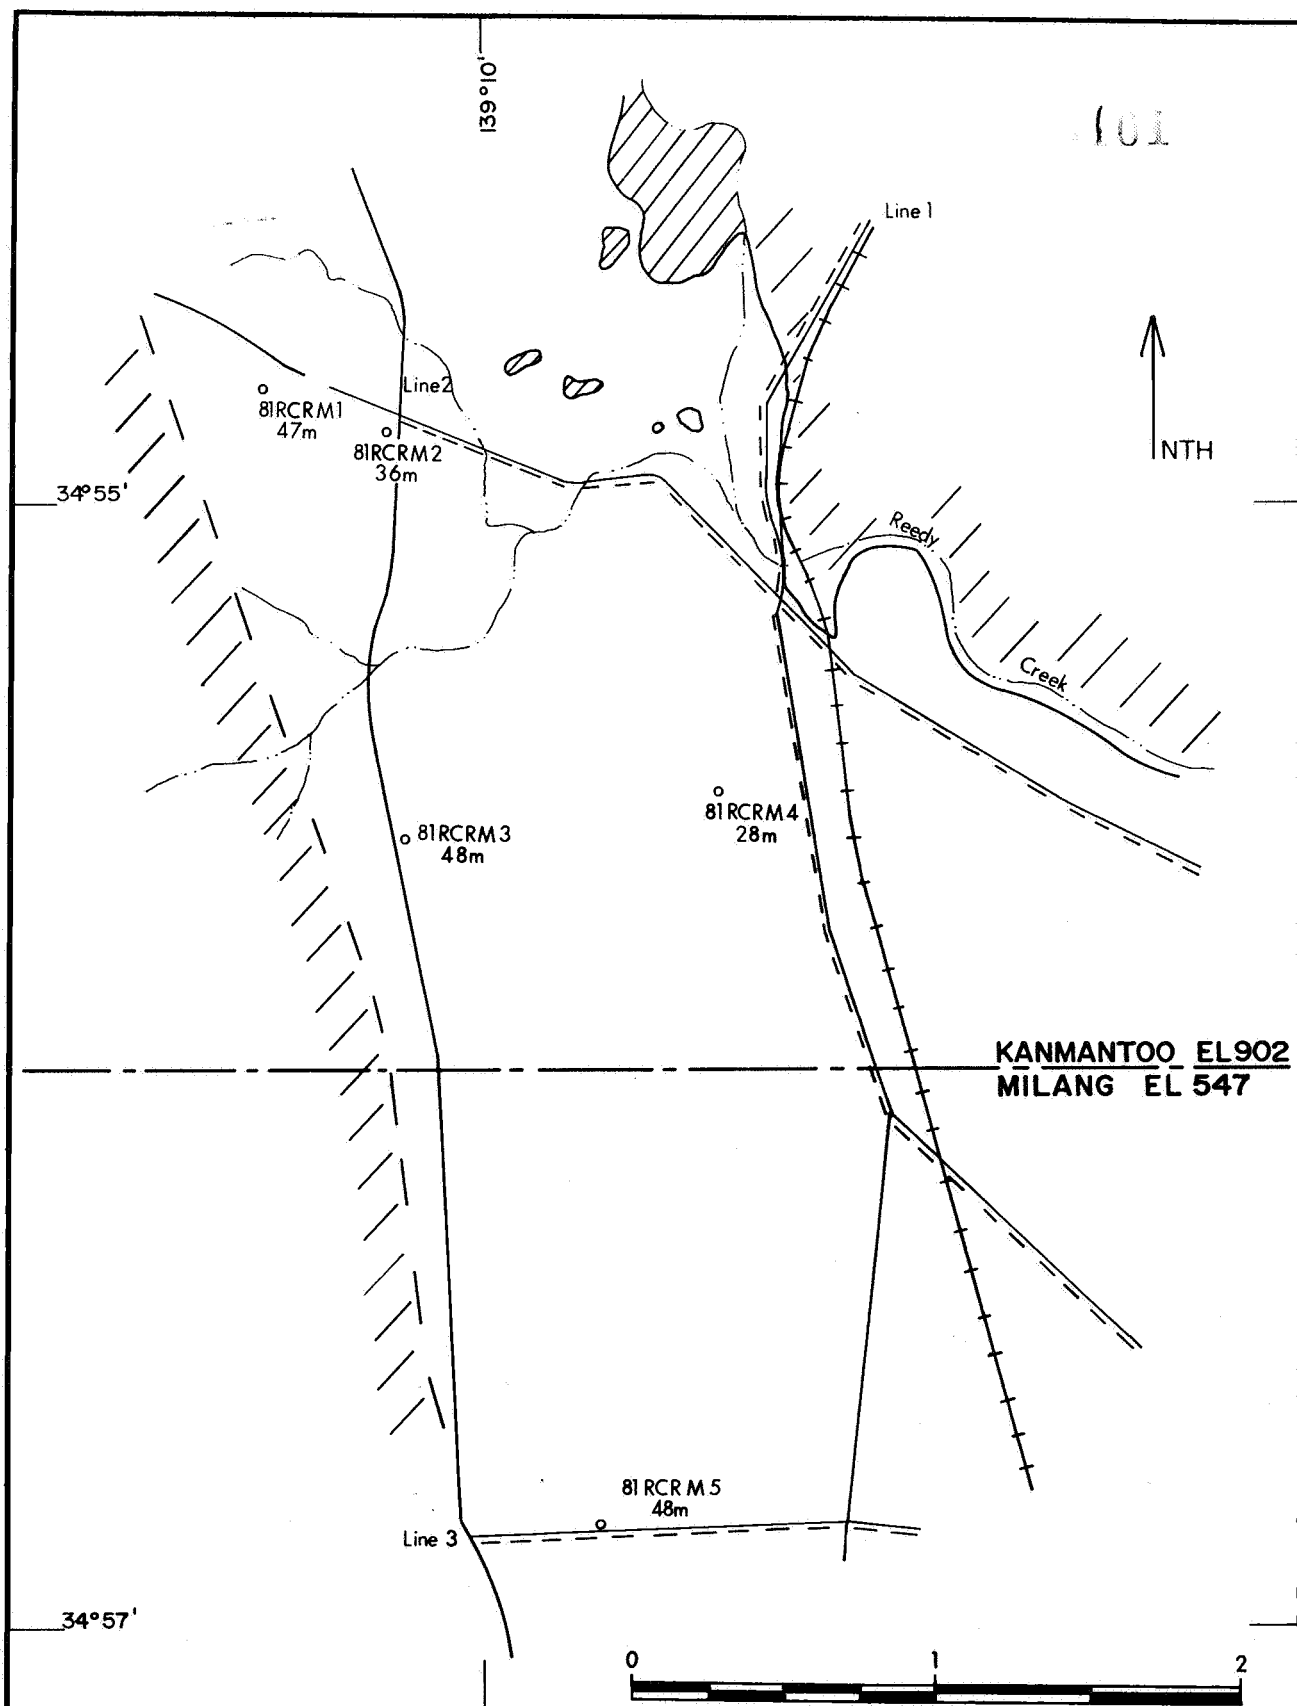 139°10'
101
Line 1
Line2
81RCRM1
47m
81RCRM2
36m
NTH
34°55'
Reedy
Creek
81RCRM4
28m
81RCRM3
48m
KANMANTOO EL902
MILANG EL 547
81RCRM5
48m
Line 3
34°57'
0 1 2